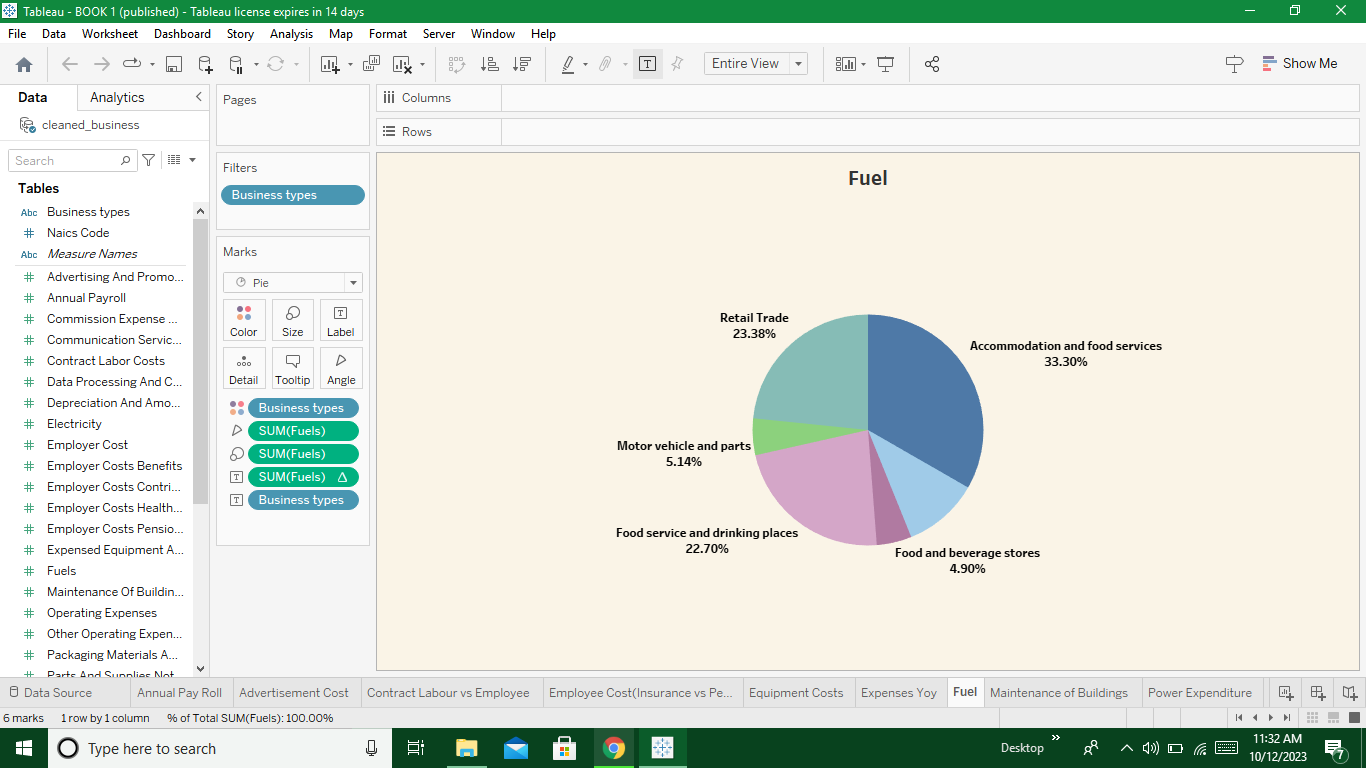 Tableau - BOOK 1 (published) - Tableau license expires in 14 days
File Data Worksheet Dashboard Story Analysis Map Format Server Window Help
Entire View
Show Me
Data Analytics
cleaned_business
Search
Tables
Abc Business types
# Naics Code
Abc Measure Names
# Advertising And Promo...
# Annual Payroll
# Commission Expense ...
# Communication Servic...
# Contract Labor Costs
# Data Processing And C...
# Depreciation And Amo...
# Electricity
# Employer Cost
# Employer Costs Benefits
# Employer Costs Contri...
# Employer Costs Health...
# Employer Costs Pensio...
# Expensed Equipment A...
# Fuels
# Maintenance Of Buildin...
# Operating Expenses
# Other Operating Expen...
# Packaging Materials A...
# Parts And Supplies Not
Pages
Filters
Business types
Marks
Pie
Color Size Label
Detail Tooltip Angle
Business types
SUM(Fuels)
SUM(Fuels)
SUM(Fuels) Δ
Business types
Columns
Rows
Fuel
Retail Trade
23.38%
Accommodation and food services
33.30%
Motor vehicle and parts
5.14%
Food service and drinking places
22.70%
Food and beverage stores
4.90%
Data Source Annual Pay Roll Advertisement Cost Contract Labour vs Employee Employee Cost(Insurance vs Pe... Equipment Costs Expenses Yoy Fuel Maintenance of Buildings Power Expenditure
6 marks 1 row by 1 column % of Total SUM(Fuels): 100.00%
Type here to search
Desktop
11:32 AM
10/12/2023
7